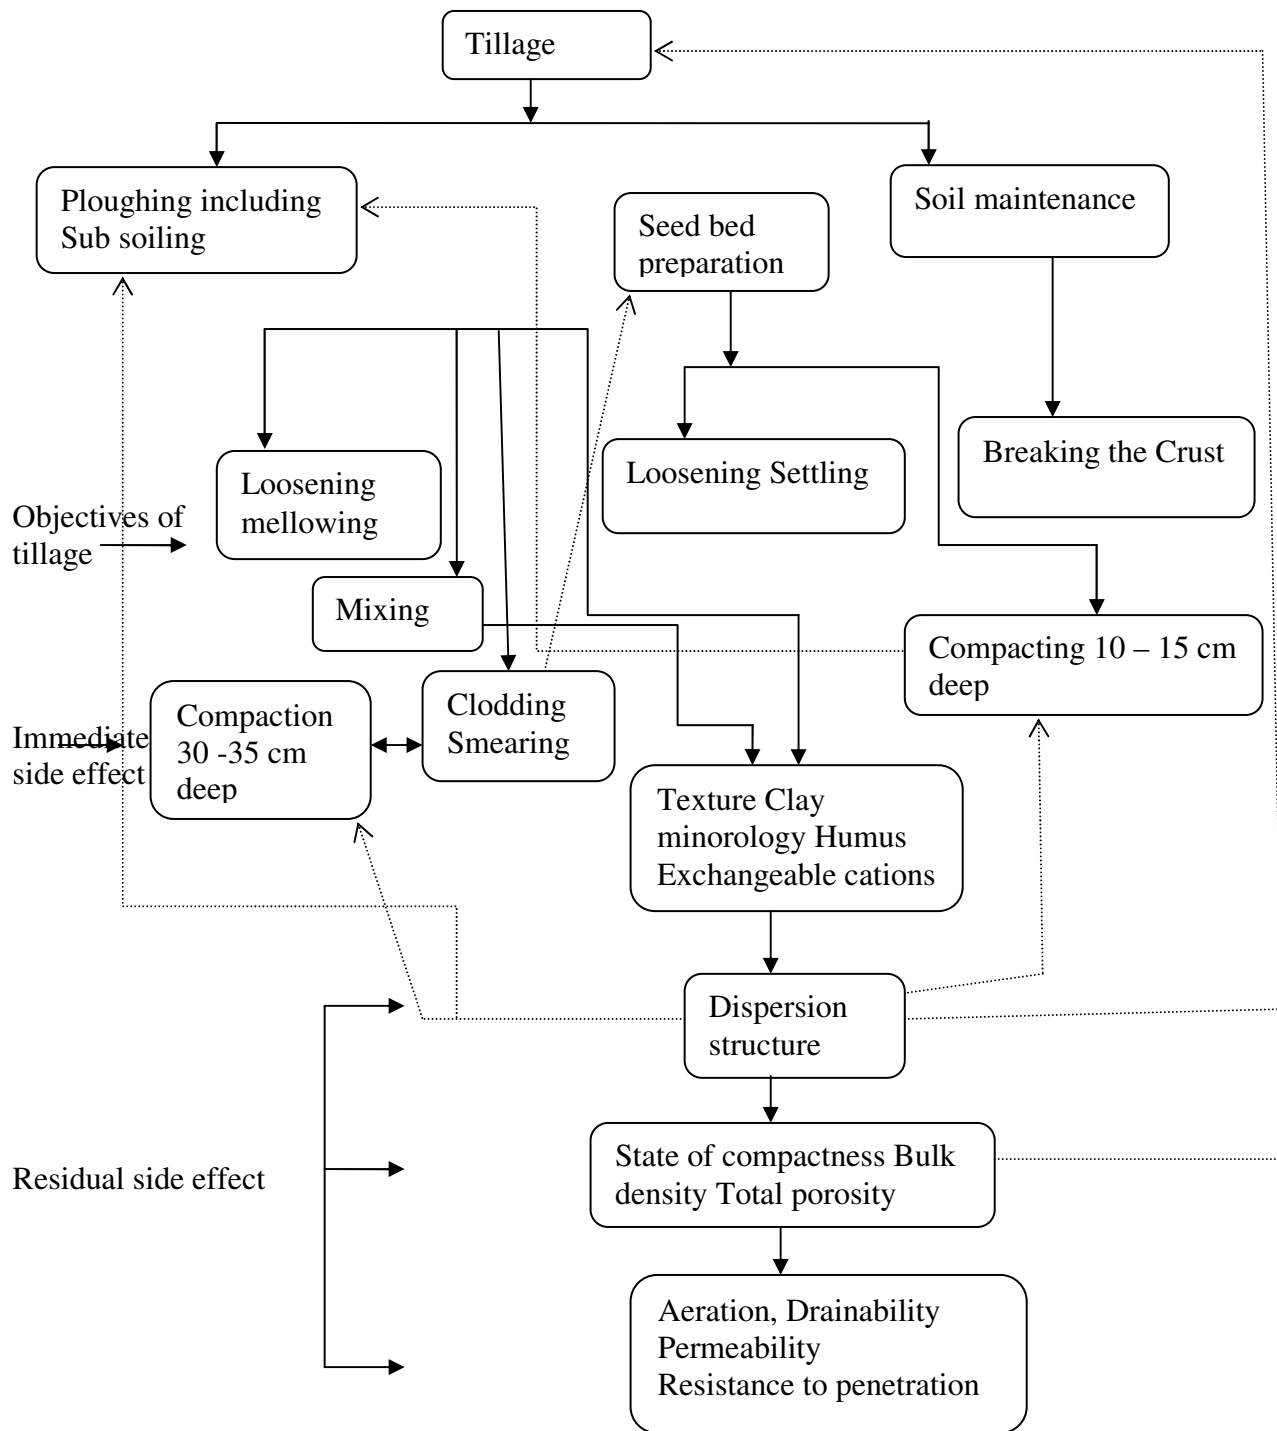 Tillage
Ploughing including
Sub soiling
Seed bed
preparation
Soil maintenance
Objectives of
tillage
Loosening
mellowing
Loosening Settling
Breaking the Crust
Mixing
Compacting 10 – 15 cm
deep
Immediate
side effect
Compaction
30 -35 cm
deep
Clodding
Smearing
Texture Clay
minorology Humus
Exchangeable cations
Dispersion
structure
Residual side effect
State of compactness Bulk
density Total porosity
Aeration, Drainability
Permeability
Resistance to penetration